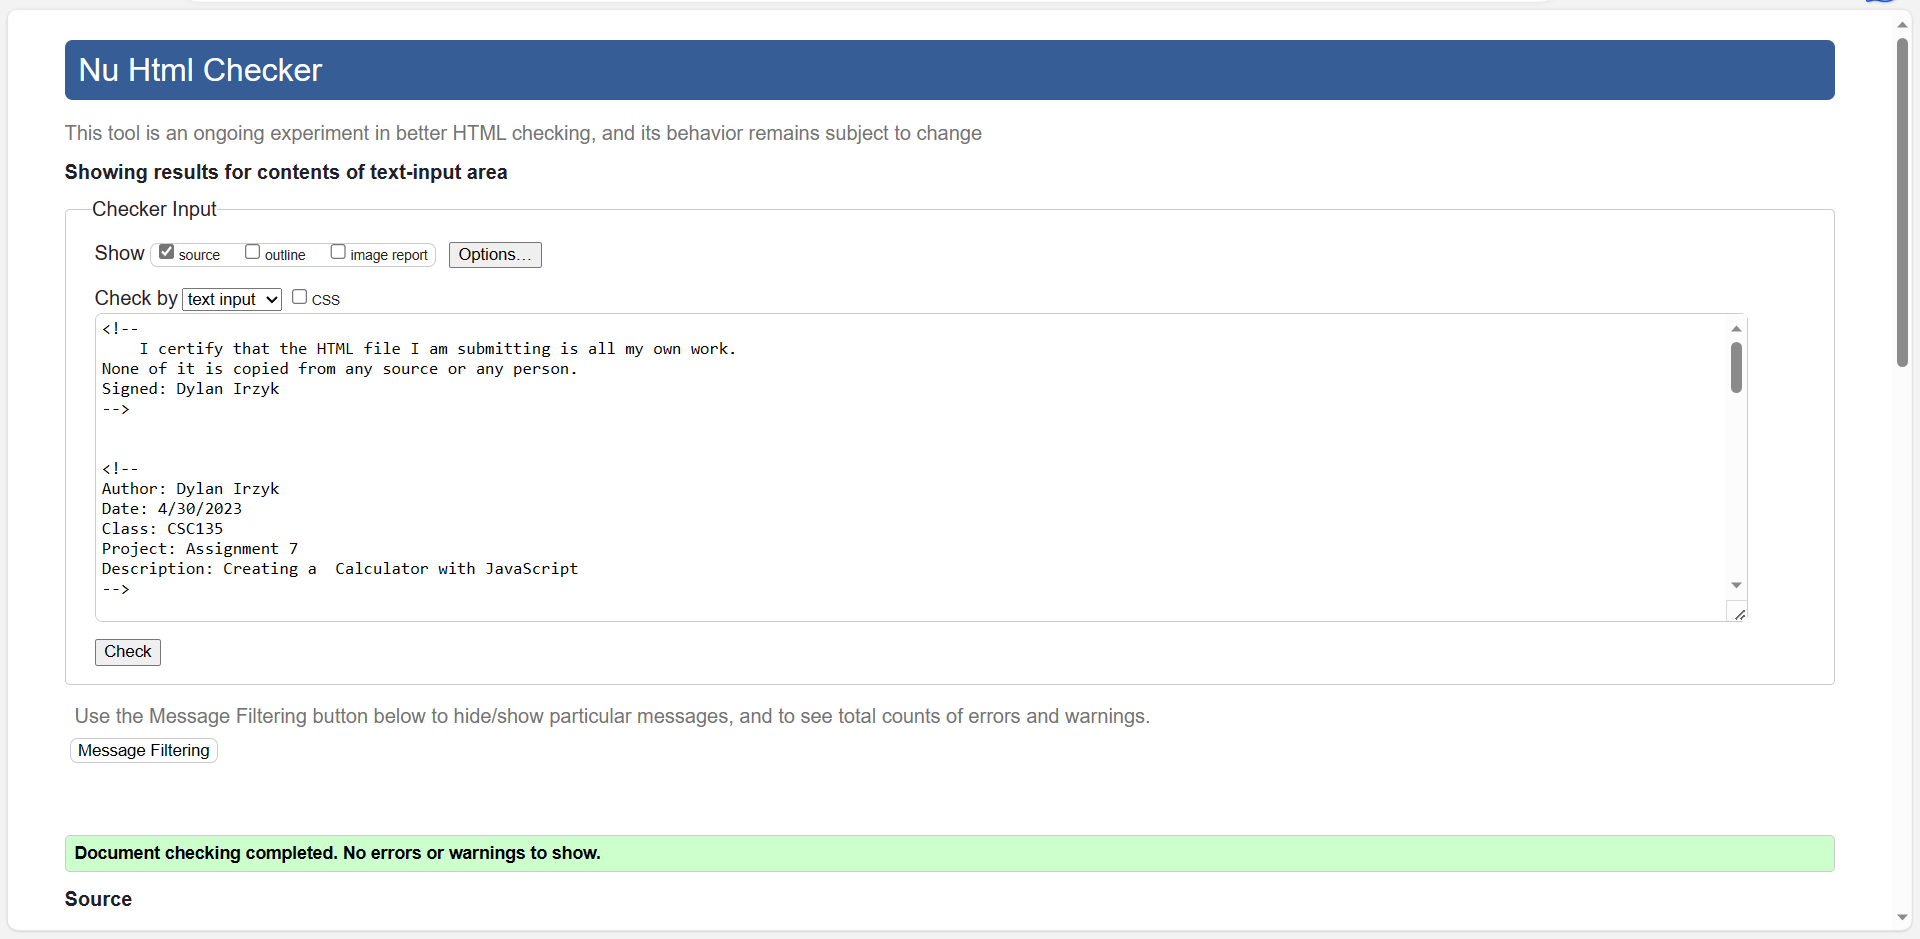 Nu Html Checker
This tool is an ongoing experiment in better HTML checking, and its behavior remains subject to change
Showing results for contents of text-input area
Checker Input
Show source outline image report Options...
Check by text input CSS
<!--
    I certify that the HTML file I am submitting is all my own work.
None of it is copied from any source or any person.
Signed: Dylan Irzyk
-->
<!--
Author: Dylan Irzyk
Date: 4/30/2023
Class: CSC135
Project: Assignment 7
Description: Creating a  Calculator with JavaScript
-->
Check
Use the Message Filtering button below to hide/show particular messages, and to see total counts of errors and warnings.
Message Filtering
Document checking completed. No errors or warnings to show.
Source